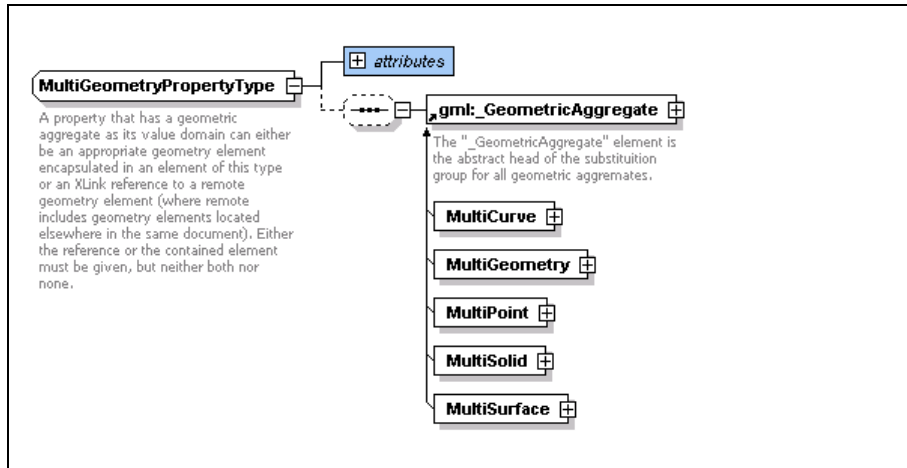 attributes
MultiGeometryPropertyType
gml:_GeometricAggregate
A property that has a geometric
aggregate as its value domain can either
be an appropriate geometry element
encapsulated in an element of this type
or an XLink reference to a remote
geometry element (where remote
includes geometry elements located
elsewhere in the same document). Either
the reference or the contained element
must be given, but neither both nor
none.
The "_GeometricAggregate" element is
the abstract head of the substituition
group for all geometric aggremates.
MultiCurve
MultiGeometry
MultiPoint
MultiSolid
MultiSurface